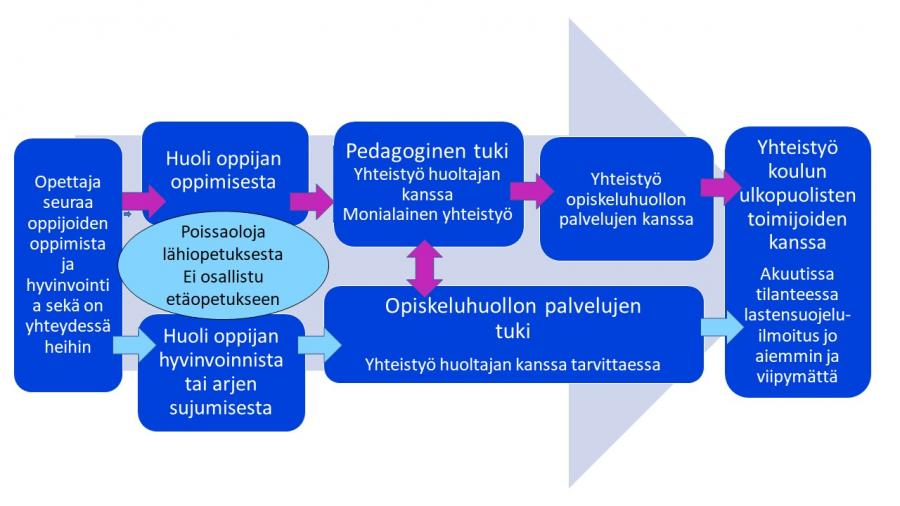 Opettaja
seuraa
oppijoiden
oppimista
ja
hyvinvointi
a sekä on
yhteydessä
heihin
Huoli oppijan
oppimisesta
Poissaoloja
lähiopetuksesta
Ei osallistu
etäopetukseen
Huoli oppijan
hyvinvoinnista
tai arjen
sujumisesta
Pedagoginen tuki
Yhteistyö huoltajan
kanssa
Monialainen yhteistyö
Opiskeluhuollon palvelujen
tuki
Yhteistyö huoltajan kanssa tarvittaessa
Yhteistyö
opiskeluhuollon
palvelujen kanssa
Yhteistyö
koulun
ulkopuolisten
toimijoiden
kanssa
Akuutissa
tilanteessa
lastensuojelu-
ilmoitus jo
aiemmin ja
viipymättä